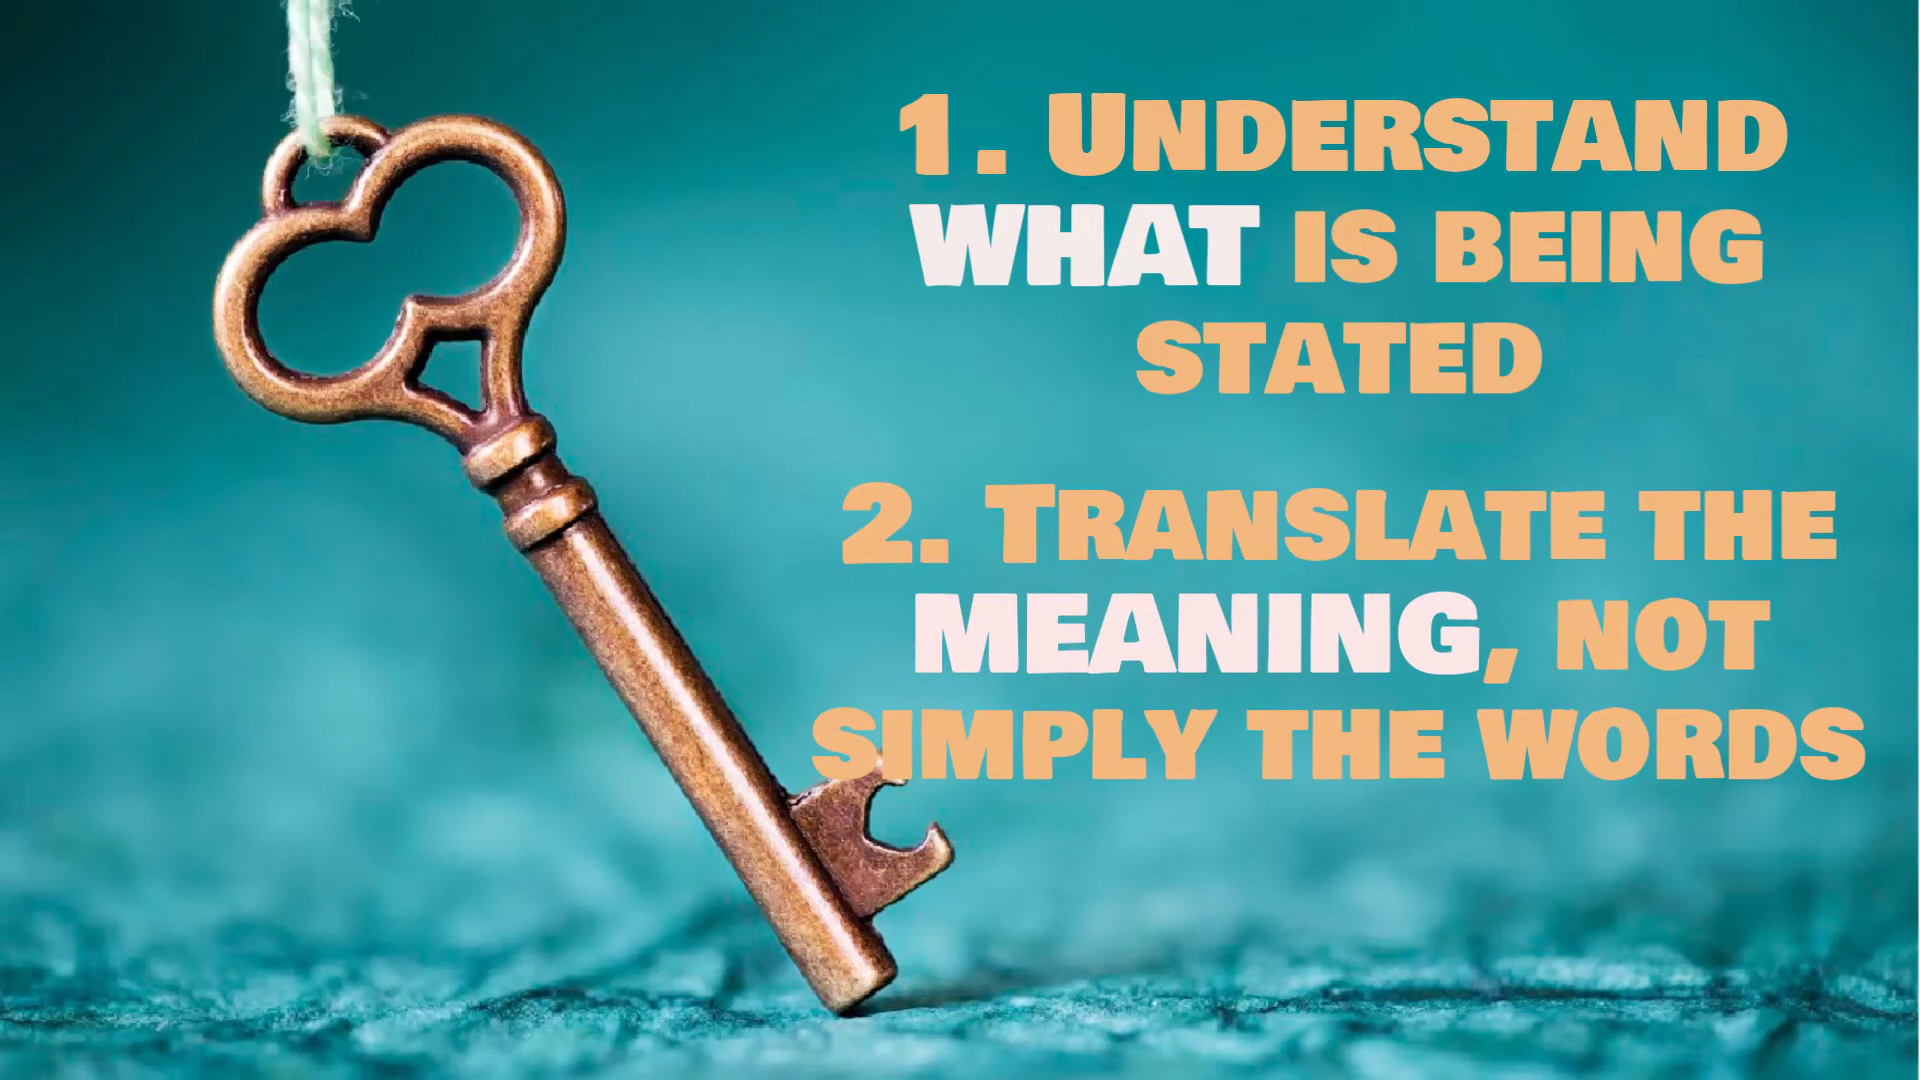 1. Understand
WHAT is being
stated
2. Translate the
MEANING, not
simply the words